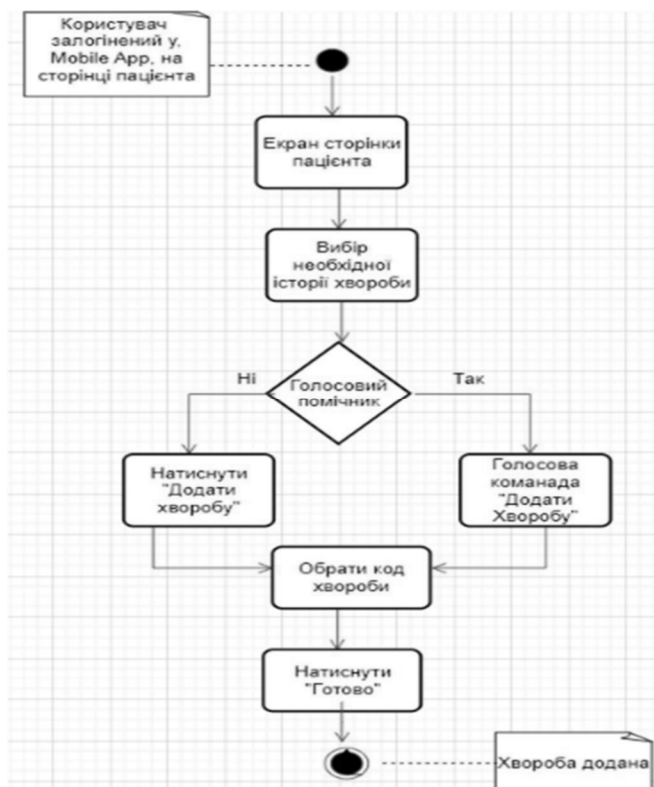 Користувач
залогінений у,
Mobile App, на
сторінці пацієнта
Екран сторінки
пацієнта
Вибір
необхідної
історії хвороби
Голосовий
помічник
Ні
Так
Натиснути
"Додати
хворобу"
Голосова
команада
"Додати
Хворобу"
Обрати код
хвороби
Натиснути
"Готово"
Хвороба додана